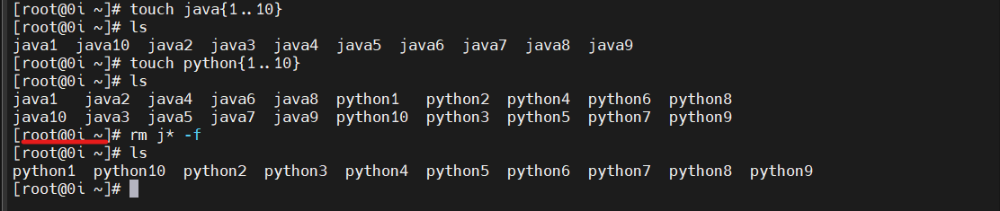 [root@0i ~]# touch java{1..10}
[root@0i ~]# ls
java1  java10  java2  java3  java4  java5  java6  java7  java8  java9
[root@0i ~]# touch python{1..10}
[root@0i ~]# ls
java1   java2  java4  java6  java8  python1   python2  python4  python6  python8
java10  java3  java5  java7  java9  python10  python3  python5  python7  python9
[root@0i ~]# rm j* -f
[root@0i ~]# ls
python1  python10  python2  python3  python4  python5  python6  python7  python8  python9
[root@0i ~]#